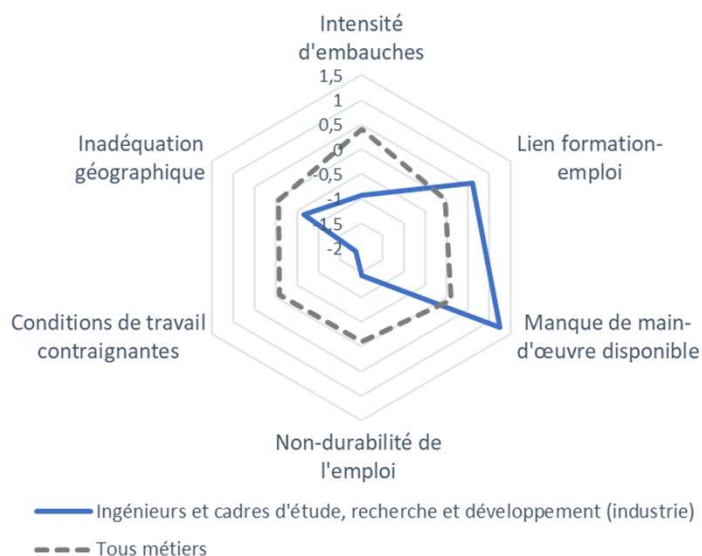 Intensité
d'embauches
1,5
1
0,5
0
-0,5
-1
-1,5
-2
Lien formation-
emploi
Inadéquation
géographique
Conditions de travail
contraignantes
Manque de main-
d'œuvre disponible
Non-durabilité de
l'emploi
Ingénieurs et cadres d'étude, recherche et développement (industrie)
Tous métiers